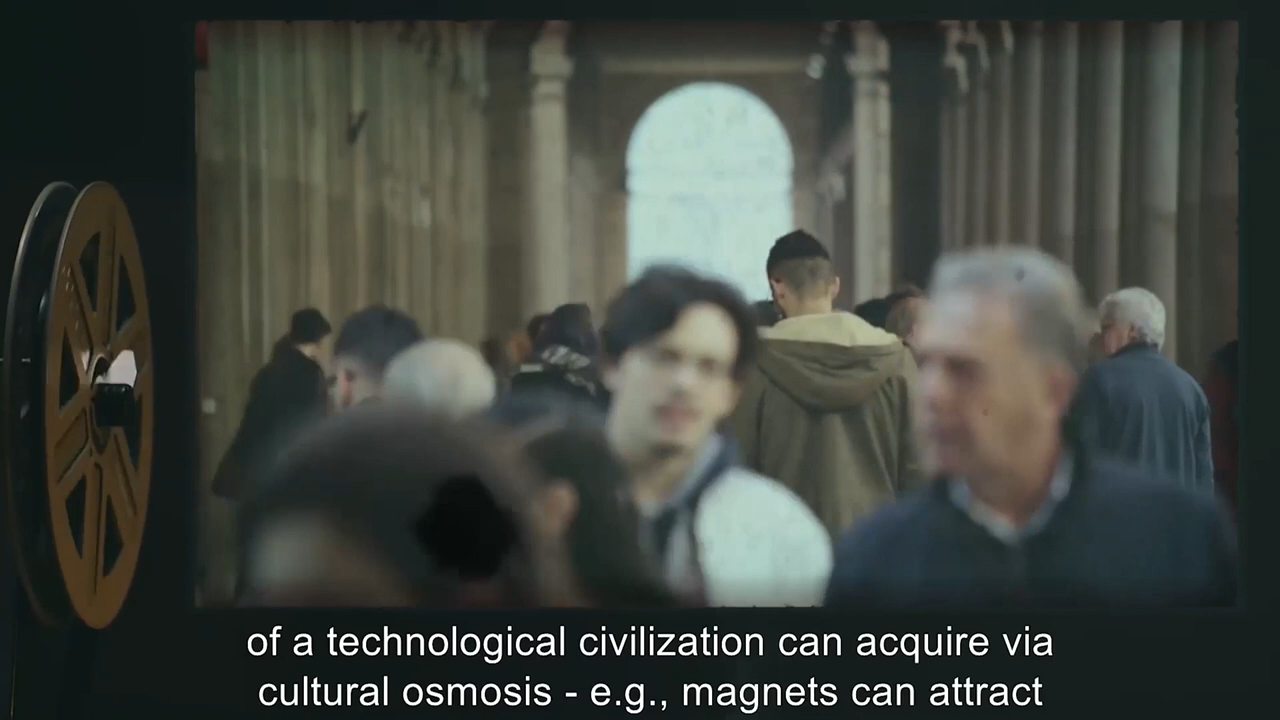 of a technological civilization can acquire via
cultural osmosis - e.g., magnets can attract